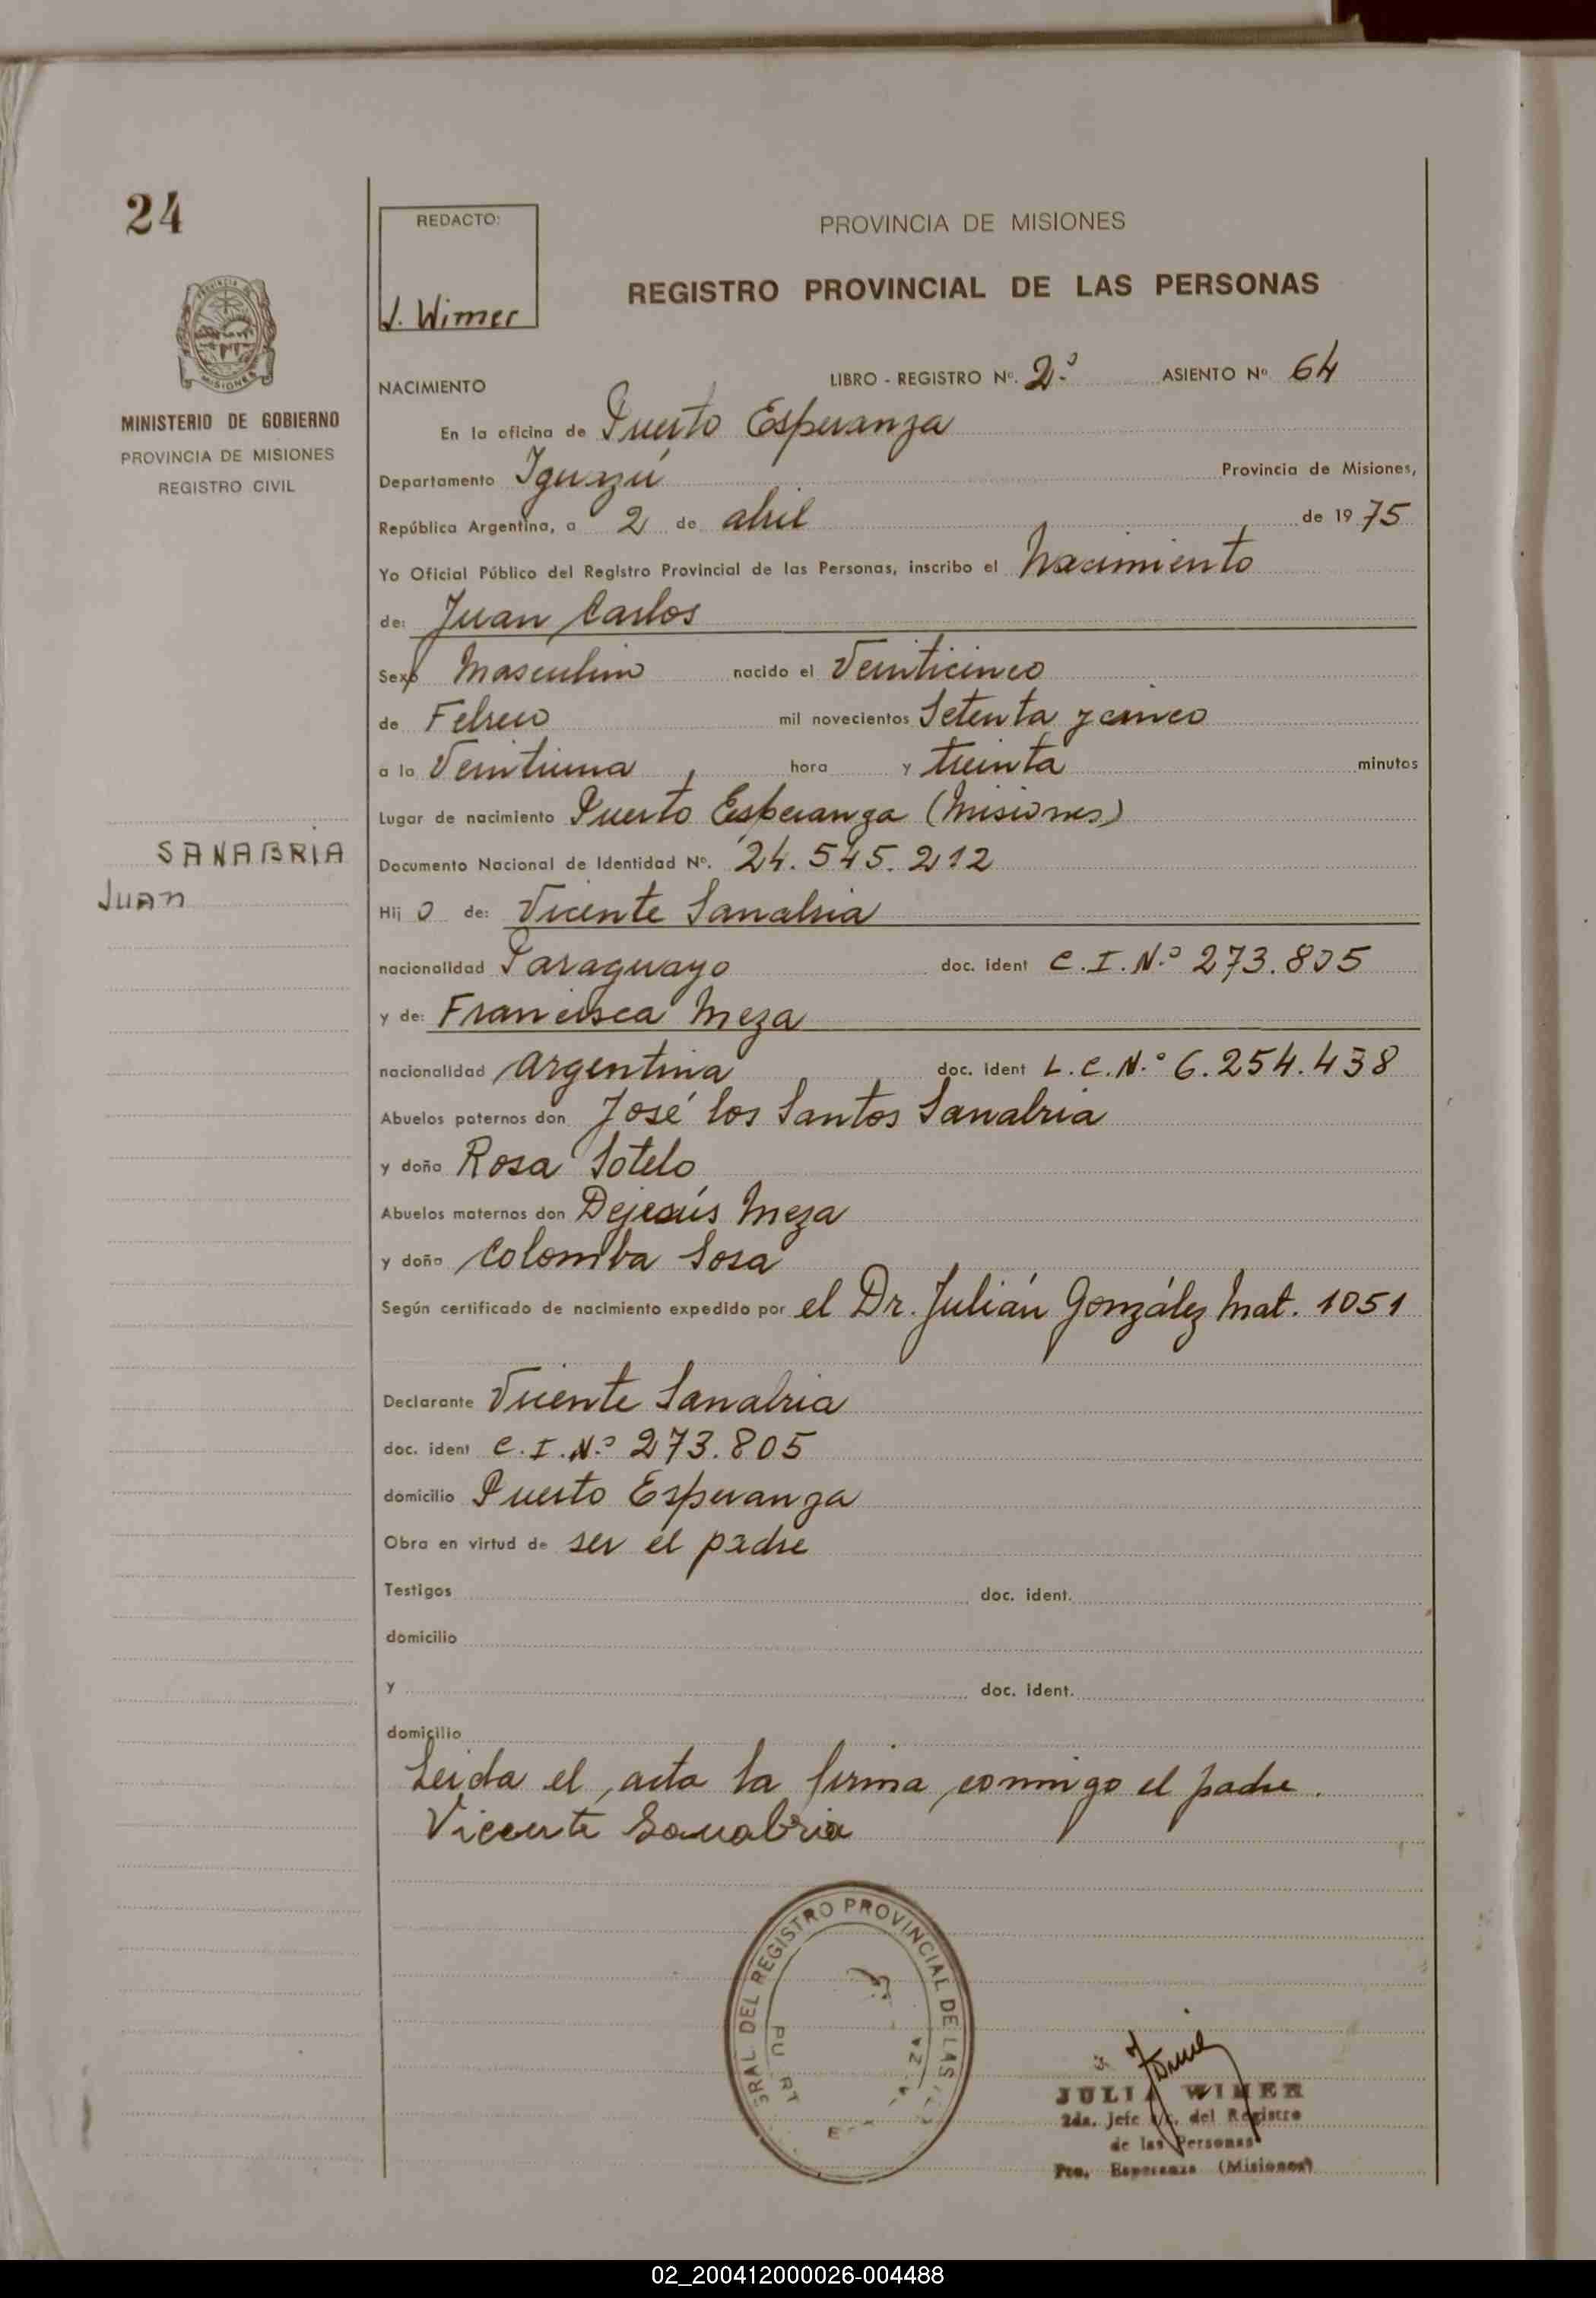 24
REDACTO:
J. Wimer
PROVINCIA DE MISIONES
REGISTRO PROVINCIAL DE LAS PERSONAS
MISIONES
MINISTERIO DE GOBIERNO
PROVINCIA DE MISIONES
REGISTRO CIVIL
NACIMIENTO LIBRO - REGISTRO Nº. 2º ASIENTO Nº 64
En la oficina de Puerto Esperanza
Departamento Iguazú Provincia de Misiones,
República Argentina, a 2 de abril de 1975
Yo Oficial Público del Registro Provincial de las Personas, inscribo el Nacimiento
de: Juan Carlos
Sexo Masculino nacido el Veinticinco
de Febrero mil novecientos Setenta y cinco
a la Veintiuna hora y treinta minutos
Lugar de nacimiento Puerto Esperanza (Misiones)
SANABRIA
Juan
Documento Nacional de Identidad Nº. 24.545.212
Hijo de: Vicente Sanabria
nacionalidad Paraguayo doc. ident C.I.Nº 273.805
y de: Francisca Meza
nacionalidad Argentina doc. ident L.C.N.º 6.254.438
Abuelos paternos don José los Santos Sanabria
y doña Rosa Sotelo
Abuelos maternos don Dejesús Meza
y doña Colomba Sosa
Según certificado de nacimiento expedido por el Dr. Julián González Mat. 1051
Declarante Vicente Sanabria
doc. ident C.I.Nº 273.805
domicilio Puerto Esperanza
Obra en virtud de ser el padre
Testigos doc. ident.
domicilio
y doc. ident.
domicilio
Leida el acta la firma conmigo el padre.
Vicente Sanabria
DEL REGISTRO PROVINCIAL DE LAS
JULIA WIMER
2da. Jefe a/c. del Registro
de las Personas
Pto. Esperanza (Misiones)
02_200412000026-004488